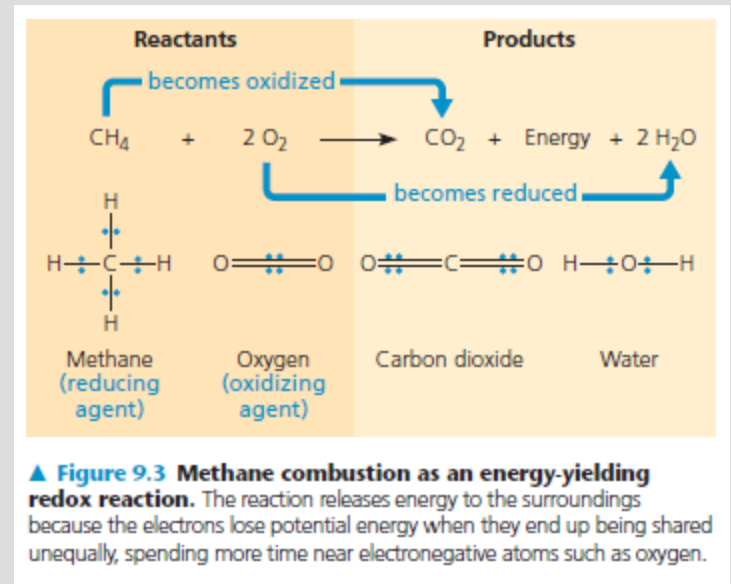 Reactants Products
becomes oxidized
CH₄ + 2 O₂ ⟶ CO₂ + Energy + 2 H₂O
becomes reduced
H
H C H O O O C O H O H
H
Methane Oxygen Carbon dioxide Water
(reducing (oxidizing
agent) agent)
▲ Figure 9.3 Methane combustion as an energy-yielding
redox reaction. The reaction releases energy to the surroundings
because the electrons lose potential energy when they end up being shared
unequally, spending more time near electronegative atoms such as oxygen.